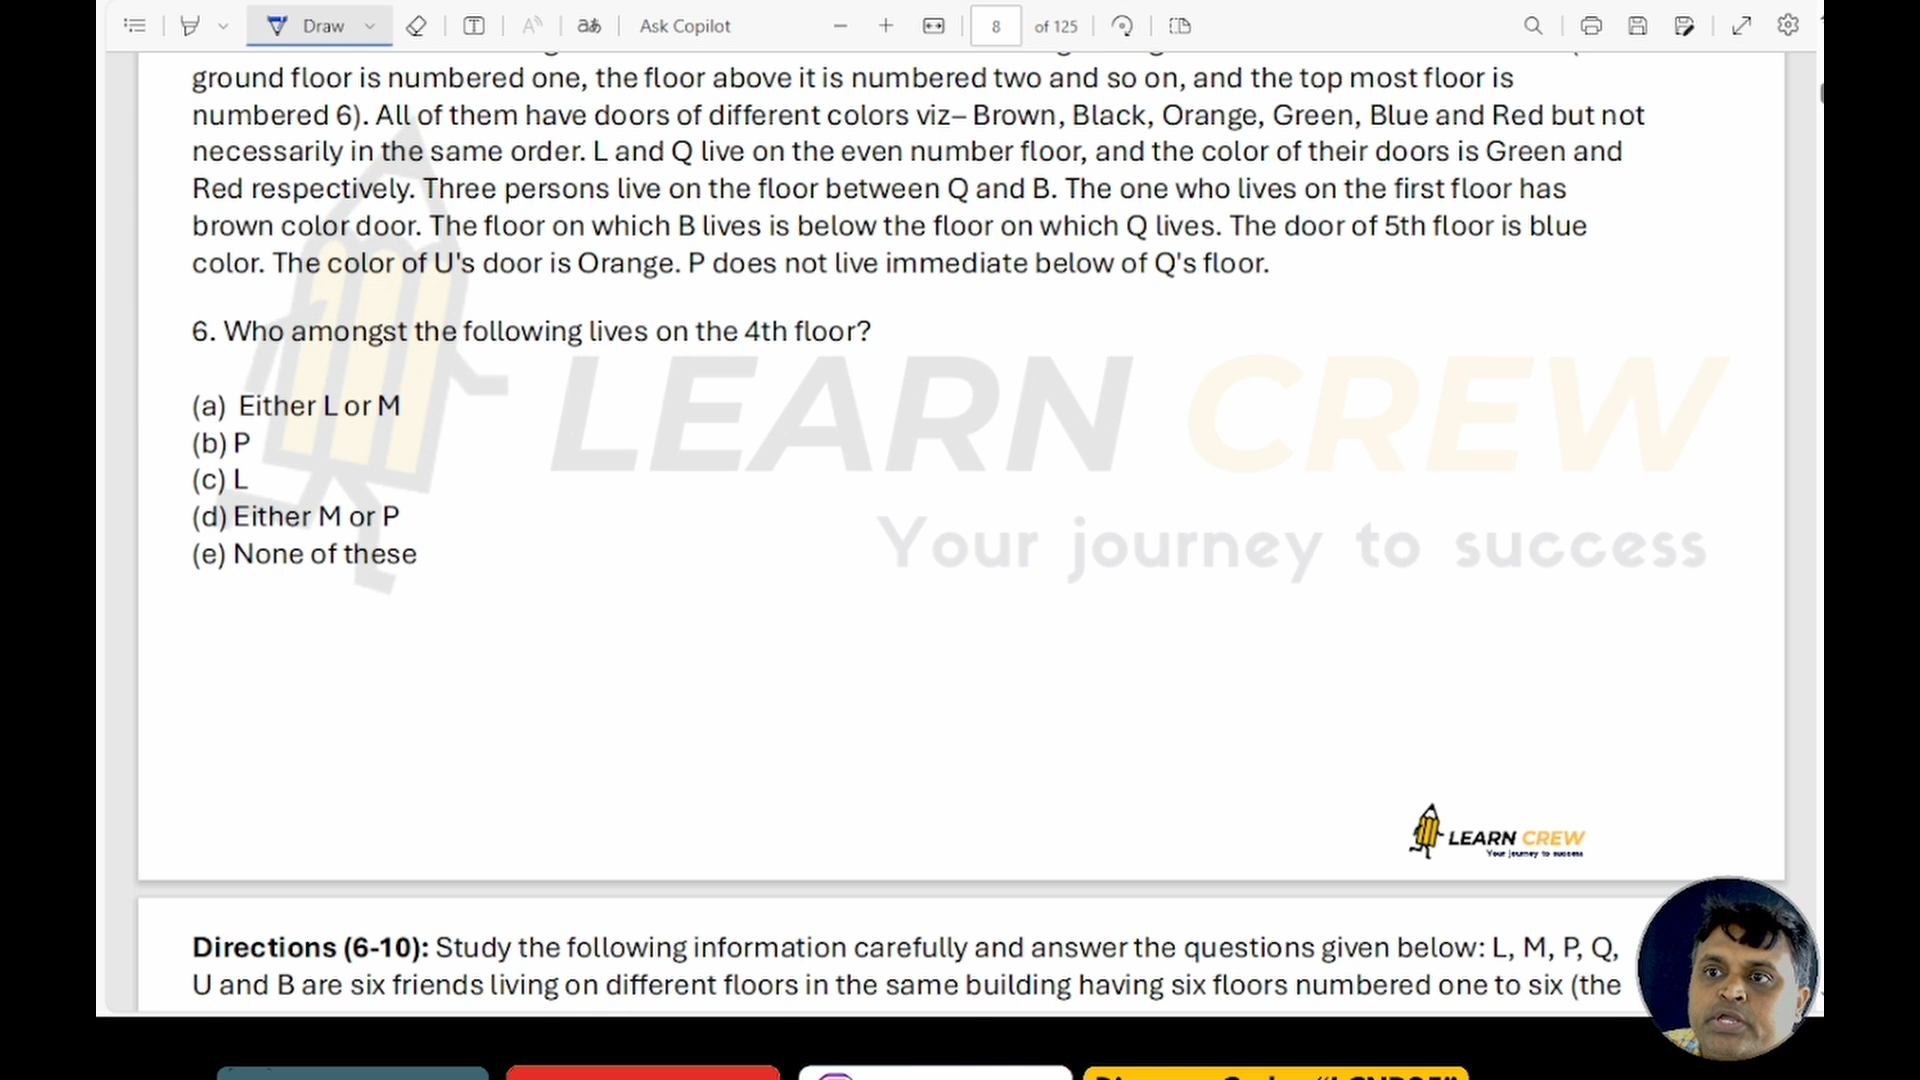 Draw
Ask Copilot
8
of 125
ground floor is numbered one, the floor above it is numbered two and so on, and the top most floor is
numbered 6). All of them have doors of different colors viz– Brown, Black, Orange, Green, Blue and Red but not
necessarily in the same order. L and Q live on the even number floor, and the color of their doors is Green and
Red respectively. Three persons live on the floor between Q and B. The one who lives on the first floor has
brown color door. The floor on which B lives is below the floor on which Q lives. The door of 5th floor is blue
color. The color of U's door is Orange. P does not live immediate below of Q's floor.
6. Who amongst the following lives on the 4th floor?
(a) Either L or M
(b) P
(c) L
(d) Either M or P
(e) None of these
LEARN CREW
Your journey to success
LEARN CREW
Your journey to success
Directions (6-10): Study the following information carefully and answer the questions given below: L, M, P, Q,
U and B are six friends living on different floors in the same building having six floors numbered one to six (the